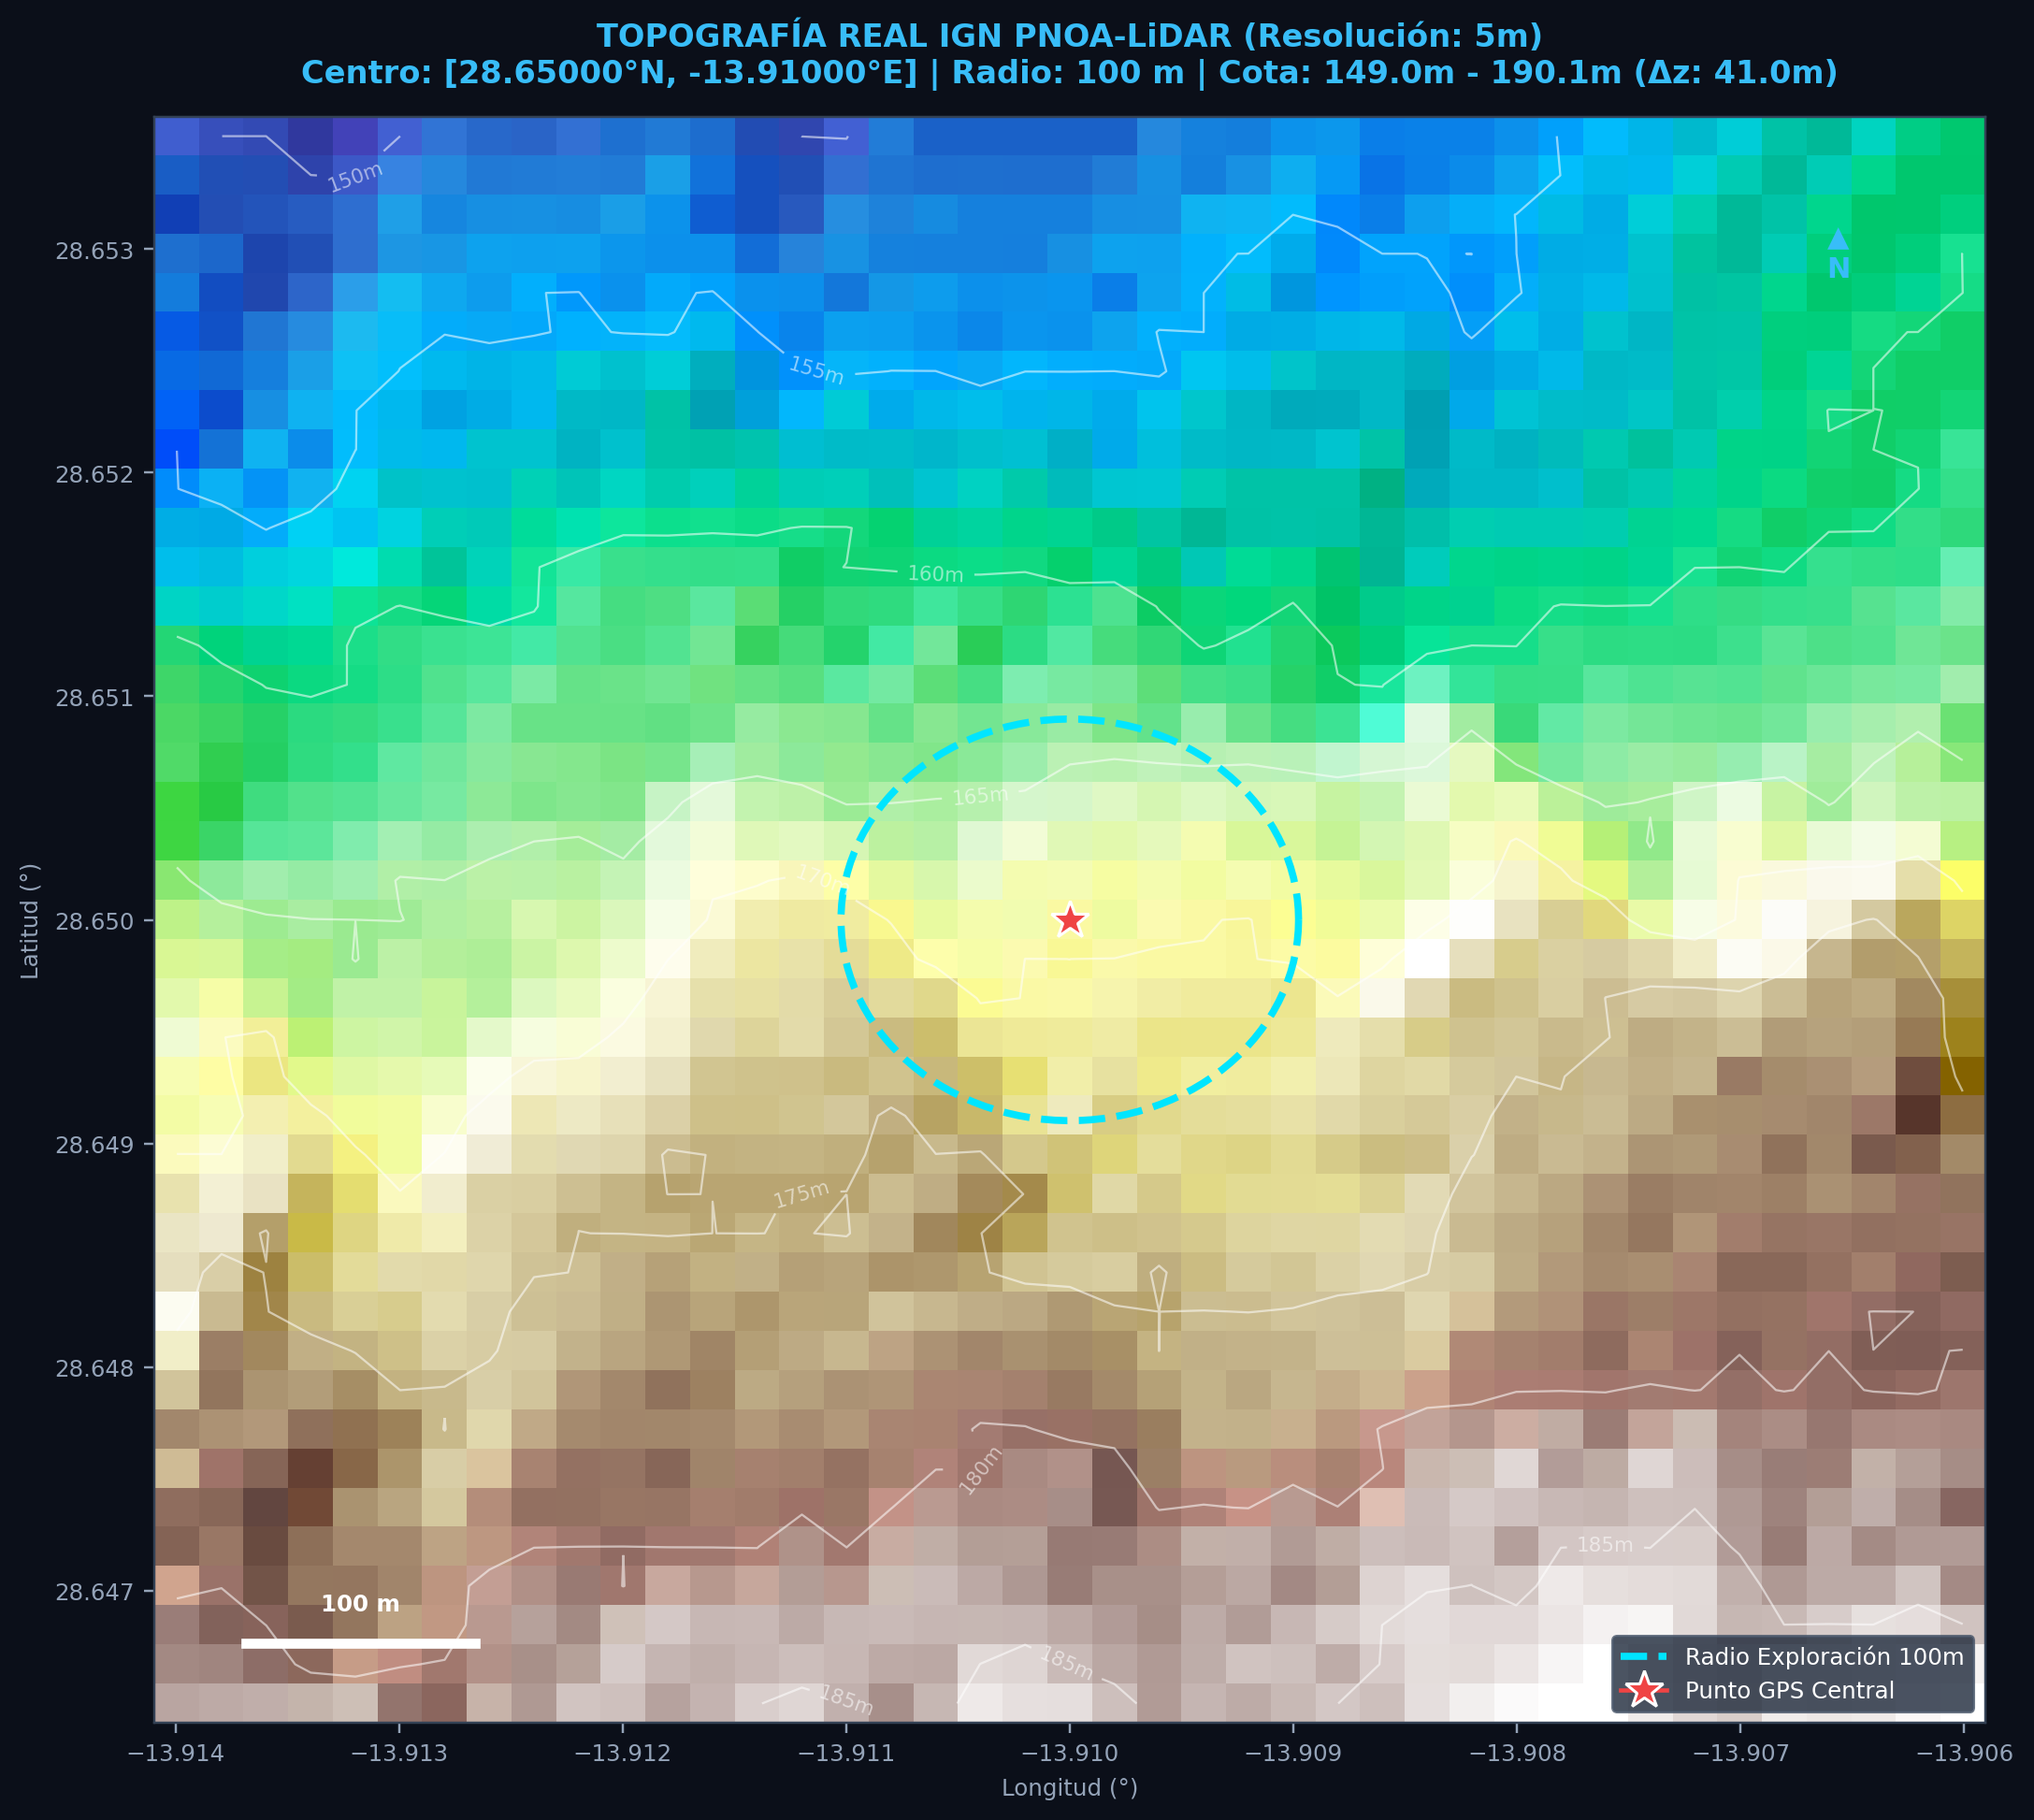 TOPOGRAFÍA REAL IGN PNOA-LiDAR (Resolución: 5m)
Centro: [28.65000°N, -13.91000°E] | Radio: 100 m | Cota: 149.0m - 190.1m (Δz: 41.0m)
150m
28.653
N
155m
28.652
160m
28.651
165m
170m
28.650
Latitud (°)
28.649
175m
28.648
180m
185m
28.647
100 m
185m
185m
Radio Exploración 100m
Punto GPS Central
−13.914
−13.913
−13.912
−13.911
−13.910
−13.909
−13.908
−13.907
−13.906
Longitud (°)